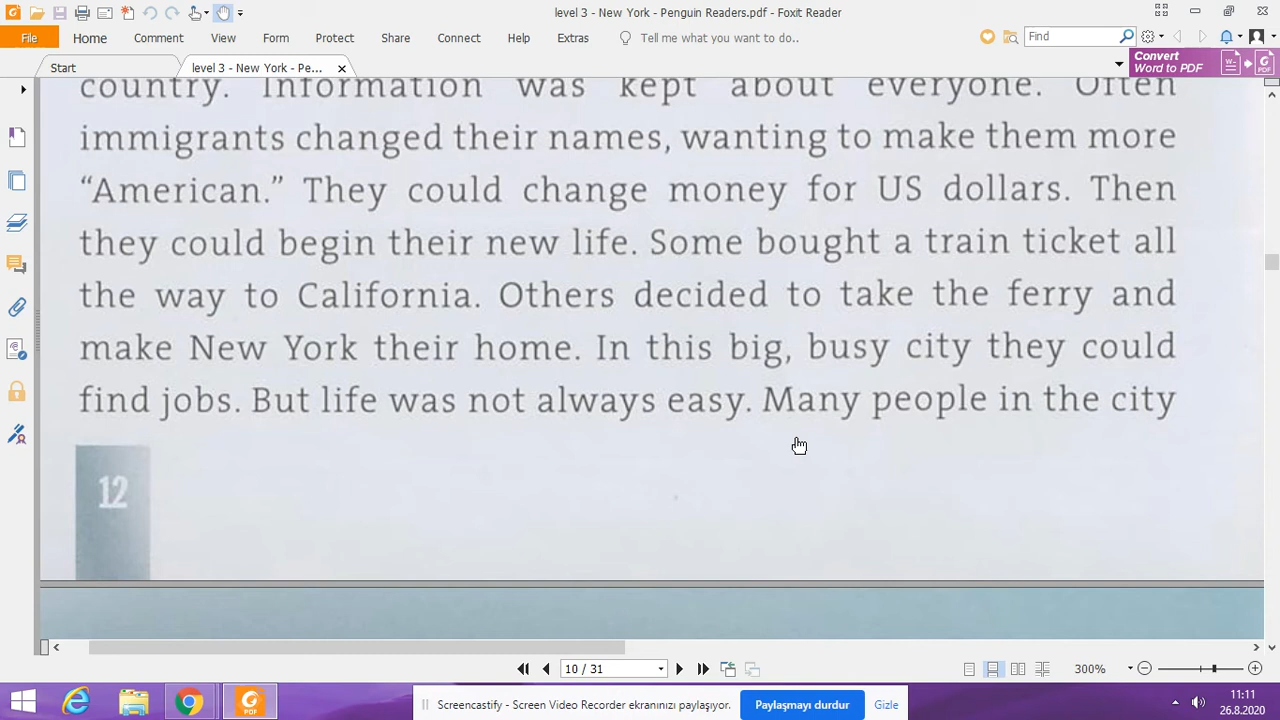 level 3 - New York - Penguin Readers.pdf - Foxit Reader
File Home Comment View Form Protect Share Connect Help Extras Tell me what you want to do.. Find
Start level 3 - New York - Pe... Convert
Word to PDF
country. Information was kept about everyone. Often
immigrants changed their names, wanting to make them more
“American.” They could change money for US dollars. Then
they could begin their new life. Some bought a train ticket all
the way to California. Others decided to take the ferry and
make New York their home. In this big, busy city they could
find jobs. But life was not always easy. Many people in the city
12
10 / 31 300%
Screencastify - Screen Video Recorder ekranınızı paylaşıyor. Paylaşmayı durdur Gizle
11:11
26.8.2020